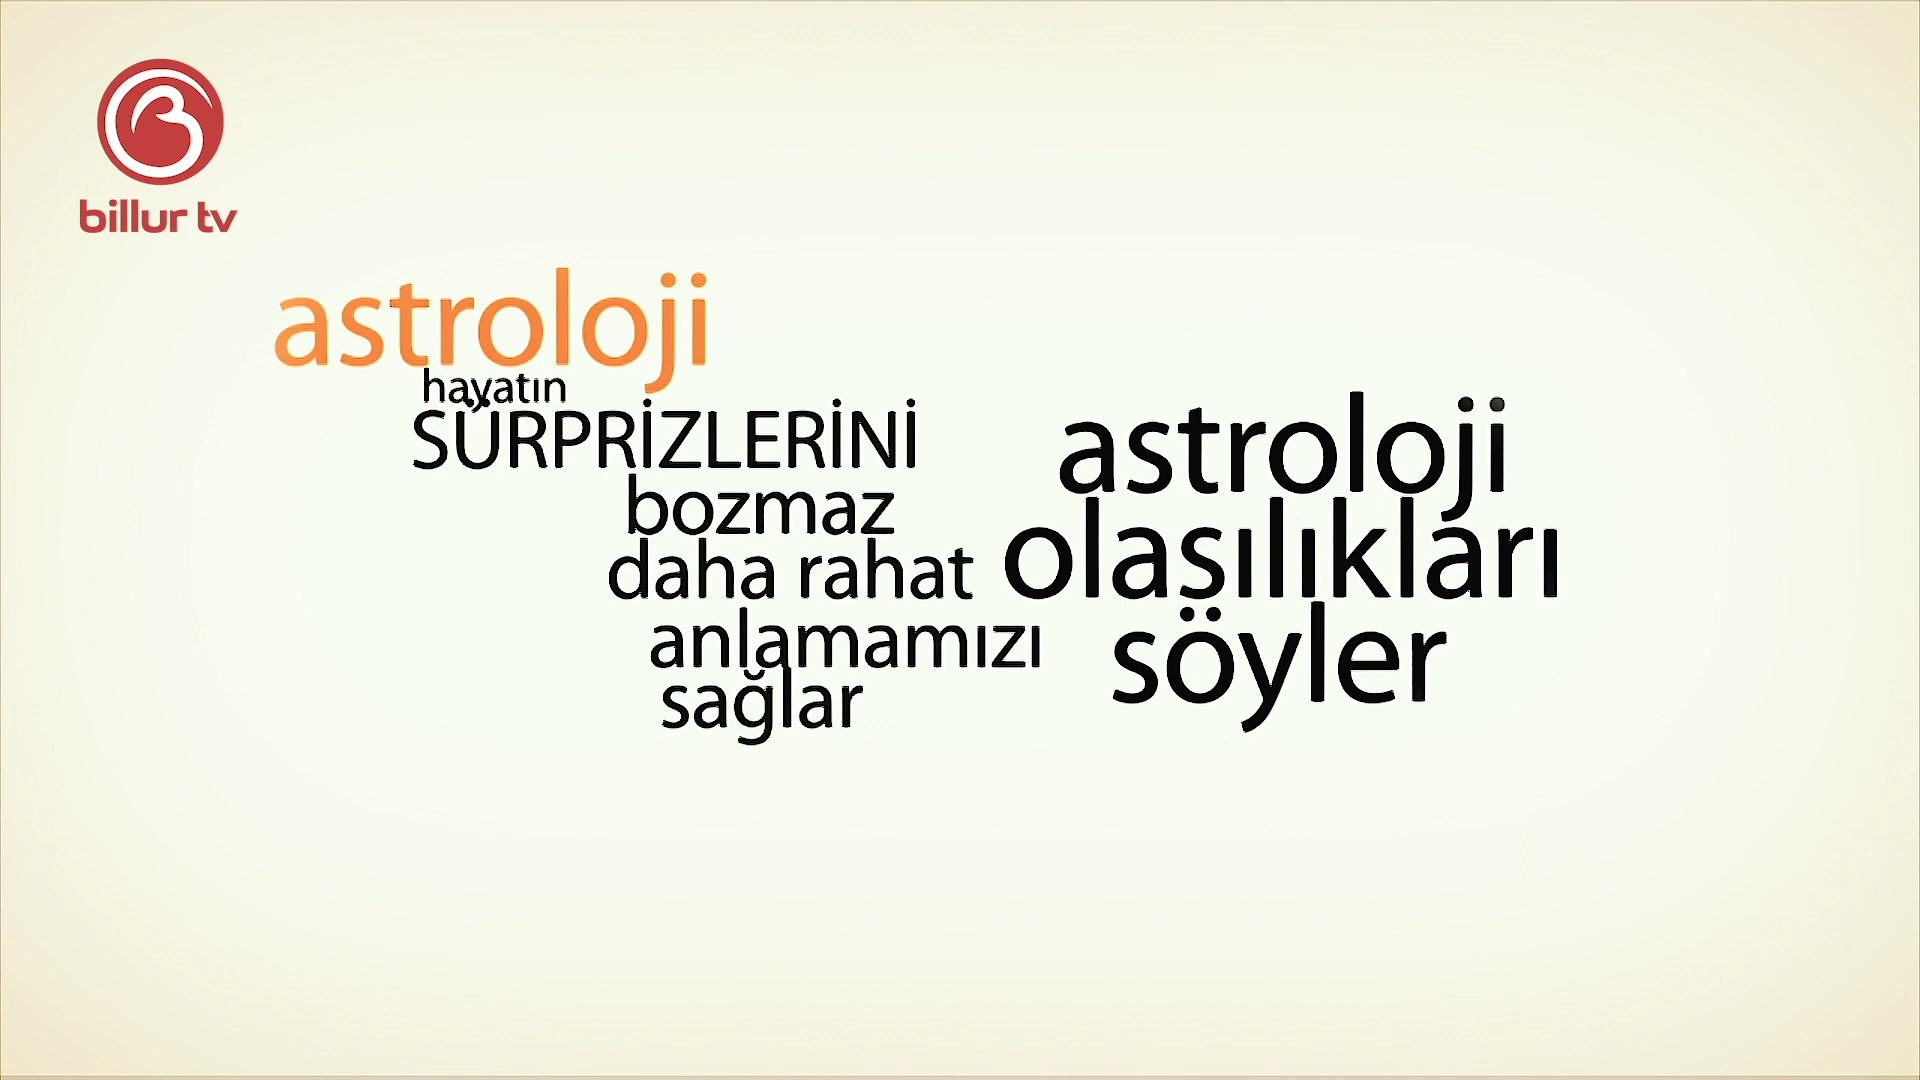 billur tv
astroloji
hayatın
SÜRPRİZLERİNİ
bozmaz
daha rahat
anlamamızı
sağlar
astroloji
olasılıkları
söyler